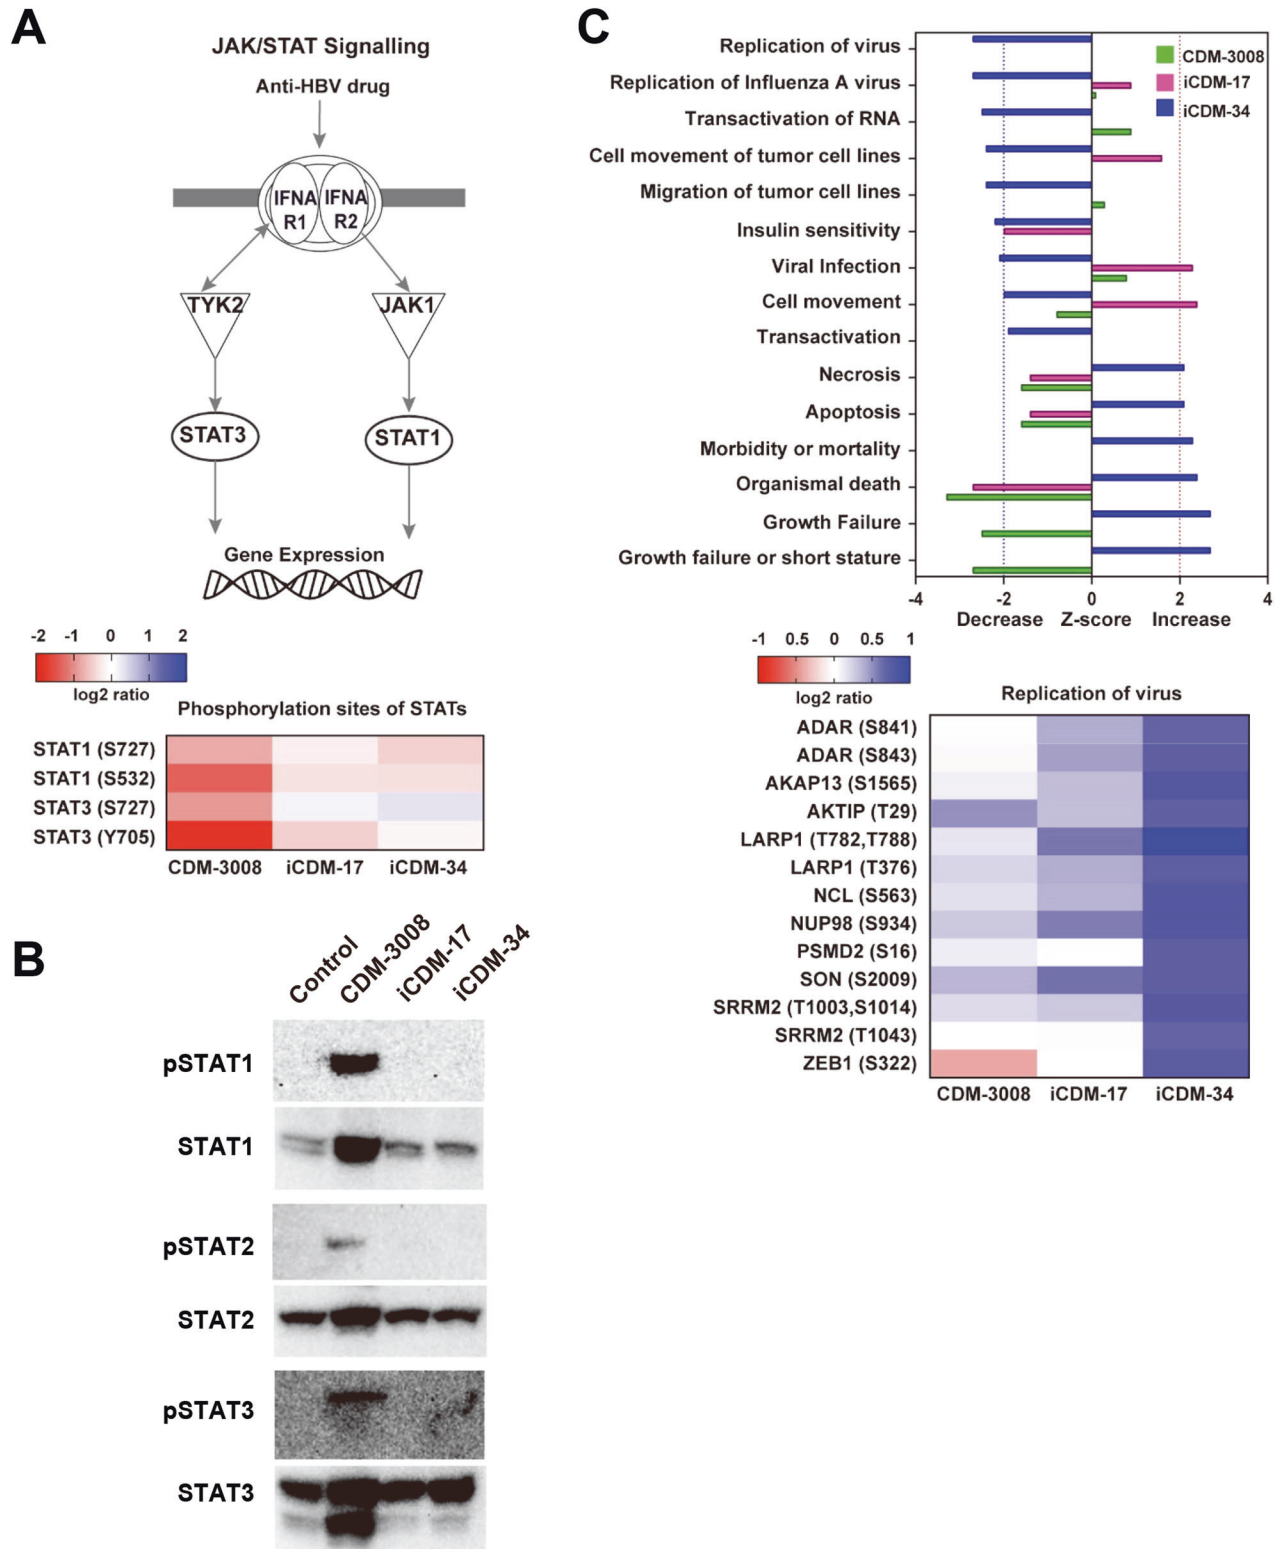 A
JAK/STAT Signalling
Anti-HBV drug
IFNA
R1
IFNA
R2
TYK2
JAK1
STAT3
STAT1
Gene Expression
-2 -1 0 1 2
log2 ratio
Phosphorylation sites of STATs
STAT1 (S727)
STAT1 (S532)
STAT3 (S727)
STAT3 (Y705)
CDM-3008 iCDM-17 iCDM-34
B
Control CDM-3008 iCDM-17 iCDM-34
pSTAT1
STAT1
pSTAT2
STAT2
pSTAT3
STAT3
C
CDM-3008
iCDM-17
iCDM-34
Replication of virus
Replication of Influenza A virus
Transactivation of RNA
Cell movement of tumor cell lines
Migration of tumor cell lines
Insulin sensitivity
Viral Infection
Cell movement
Transactivation
Necrosis
Apoptosis
Morbidity or mortality
Organismal death
Growth Failure
Growth failure or short stature
-4 -2 0 2 4
Decrease Z-score Increase
-1 0.5 0 0.5 1
log2 ratio
Replication of virus
ADAR (S841)
ADAR (S843)
AKAP13 (S1565)
AKTIP (T29)
LARP1 (T782,T788)
LARP1 (T376)
NCL (S563)
NUP98 (S934)
PSMD2 (S16)
SON (S2009)
SRRM2 (T1003,S1014)
SRRM2 (T1043)
ZEB1 (S322)
CDM-3008 iCDM-17 iCDM-34